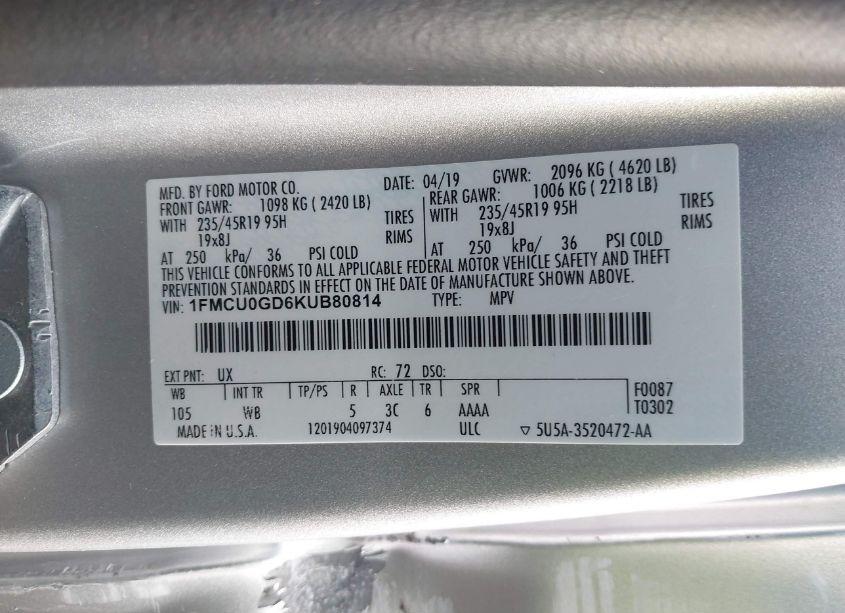 MFD. BY FORD MOTOR CO. DATE: 04/19 GVWR: 2096 KG ( 4620 LB)
FRONT GAWR: 1098 KG ( 2420 LB) REAR GAWR: 1006 KG ( 2218 LB)
WITH 235/45R19 95H TIRES WITH 235/45R19 95H TIRES
19x8J RIMS 19x8J RIMS
AT 250 kPa/ 36 PSI COLD AT 250 kPa/ 36 PSI COLD
THIS VEHICLE CONFORMS TO ALL APPLICABLE FEDERAL MOTOR VEHICLE SAFETY AND THEFT
PREVENTION STANDARDS IN EFFECT ON THE DATE OF MANUFACTURE SHOWN ABOVE.
VIN: 1FMCU0GD6KUB80814 TYPE: MPV
EXT PNT: UX RC: 72 DSO:
WB INT TR TP/PS R AXLE TR SPR F0087
105 WB 5 3C 6 AAAA T0302
MADE IN U.S.A. 1201904097374 ULC ▽ 5U5A-3520472-AA